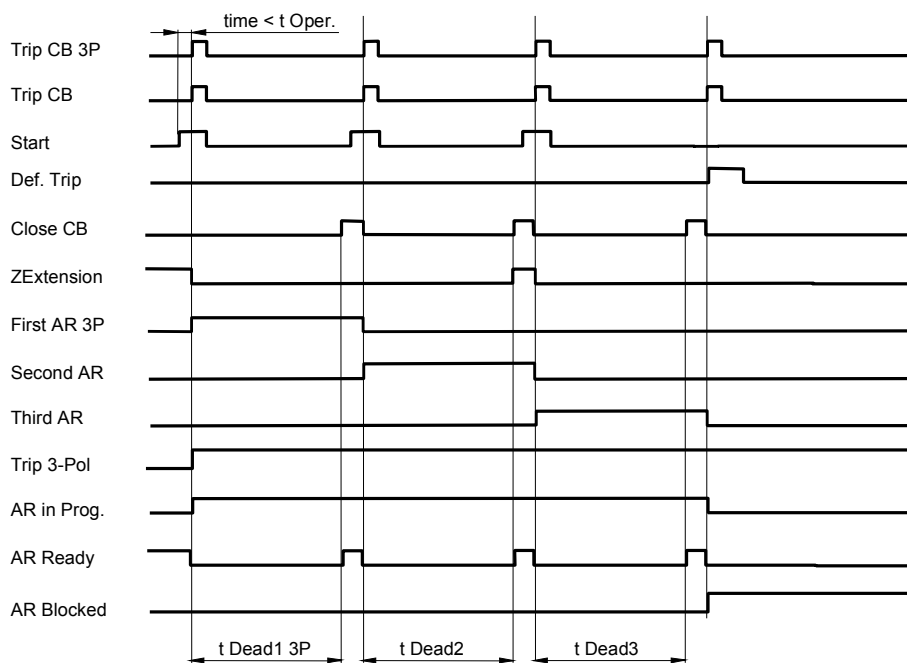 time < t Oper.
Trip CB 3P
Trip CB
Start
Def. Trip
Close CB
ZExtension
First AR 3P
Second AR
Third AR
Trip 3-Pol
AR in Prog.
AR Ready
AR Blocked
t Dead1 3P
t Dead2
t Dead3